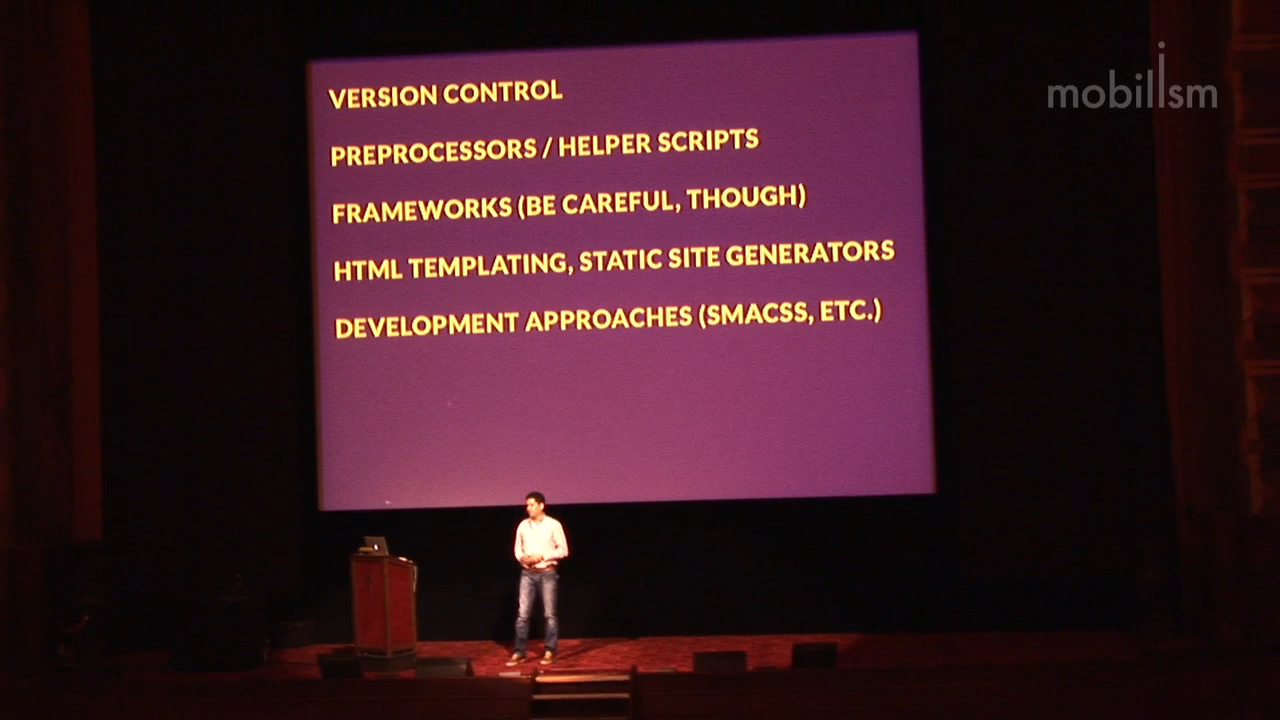 VERSION CONTROL
PREPROCESSORS / HELPER SCRIPTS
FRAMEWORKS (BE CAREFUL, THOUGH)
HTML TEMPLATING, STATIC SITE GENERATORS
DEVELOPMENT APPROACHES (SMACSS, ETC.)
mobilism